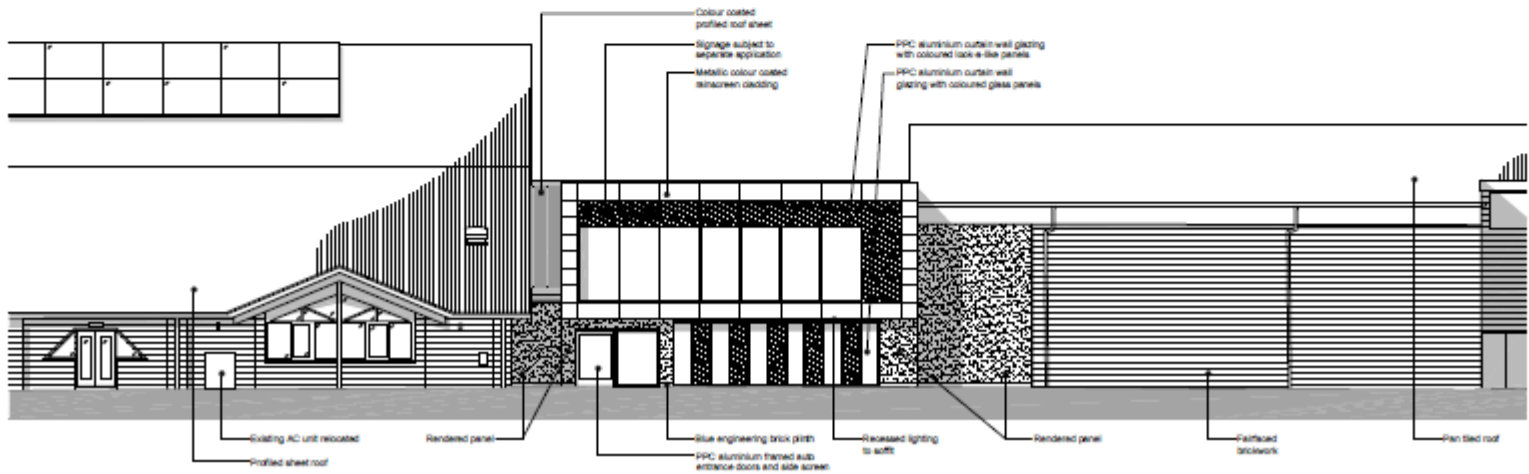 Colour coated
profiled roof sheet
Signage subject to
separate application
Metallic colour coated
rainscreen cladding
PPC aluminium curtain wall glazing
with coloured look-a-like panels
PPC aluminium curtain wall
glazing with coloured glass panels
Existing AC unit relocated
Profiled sheet roof
Rendered panel
Blue engineering brick plinth
PPC aluminium framed auto
entrance doors and side screen
Recessed lighting
to soffit
Rendered panel
Fairfaced
brickwork
Pan tiled roof